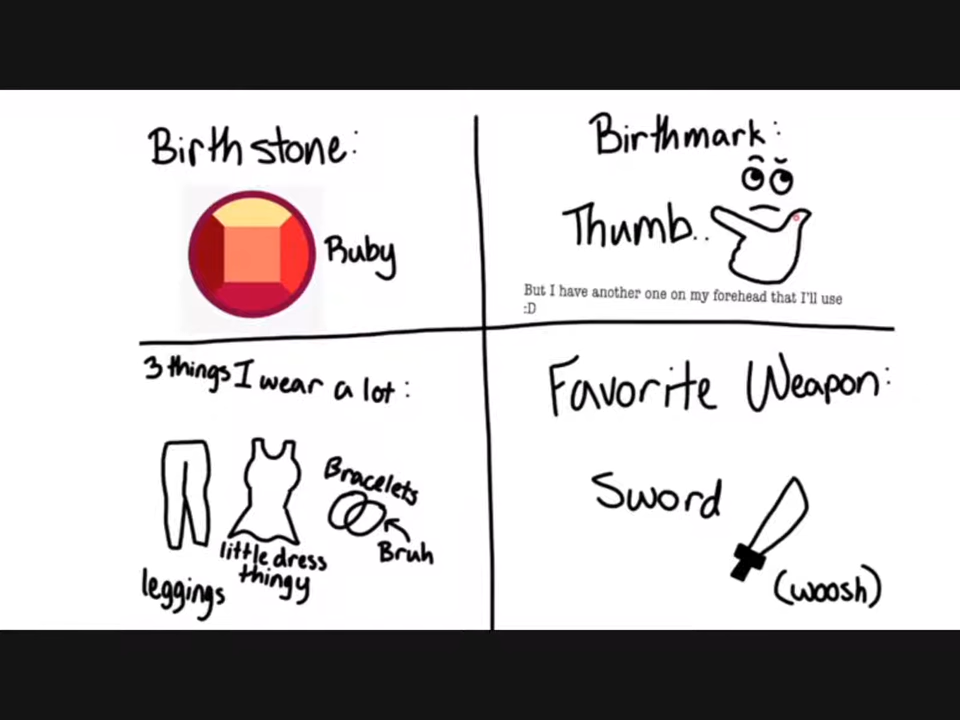 Birthstone:
Ruby
Birthmark:
Thumb..
But I have another one on my forehead that I'll use
:D
3 things I wear a lot:
leggings
little dress
thingy
Bracelets
Bruh
Favorite Weapon:
Sword
(woosh)